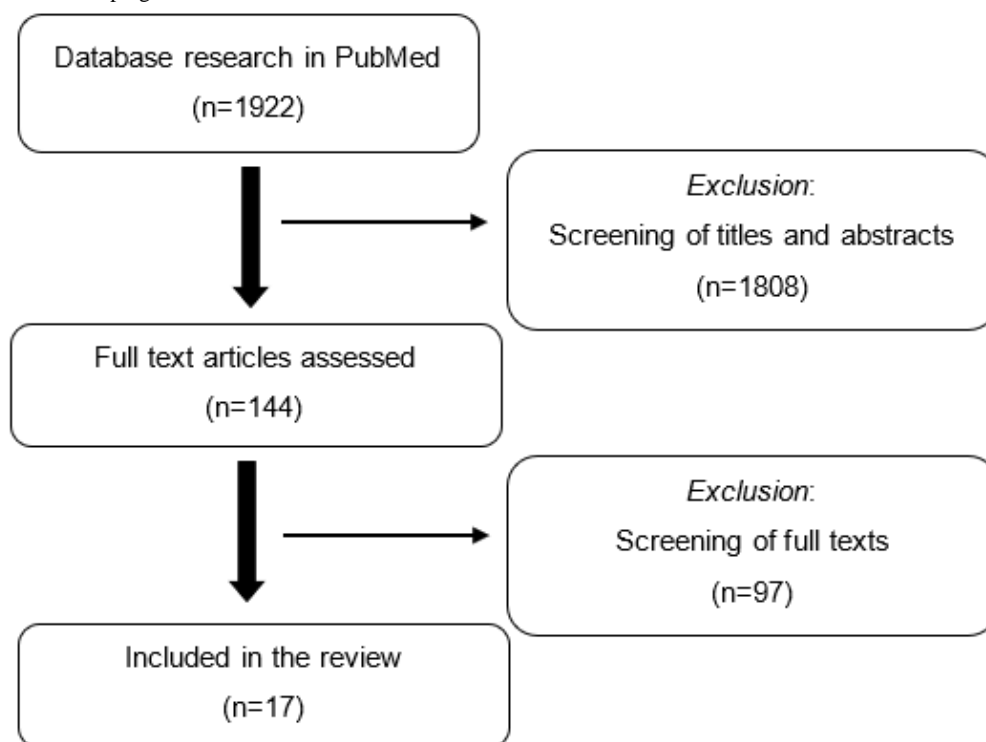 Database research in PubMed
(n=1922)
Exclusion:
Screening of titles and abstracts
(n=1808)
Full text articles assessed
(n=144)
Exclusion:
Screening of full texts
(n=97)
Included in the review
(n=17)